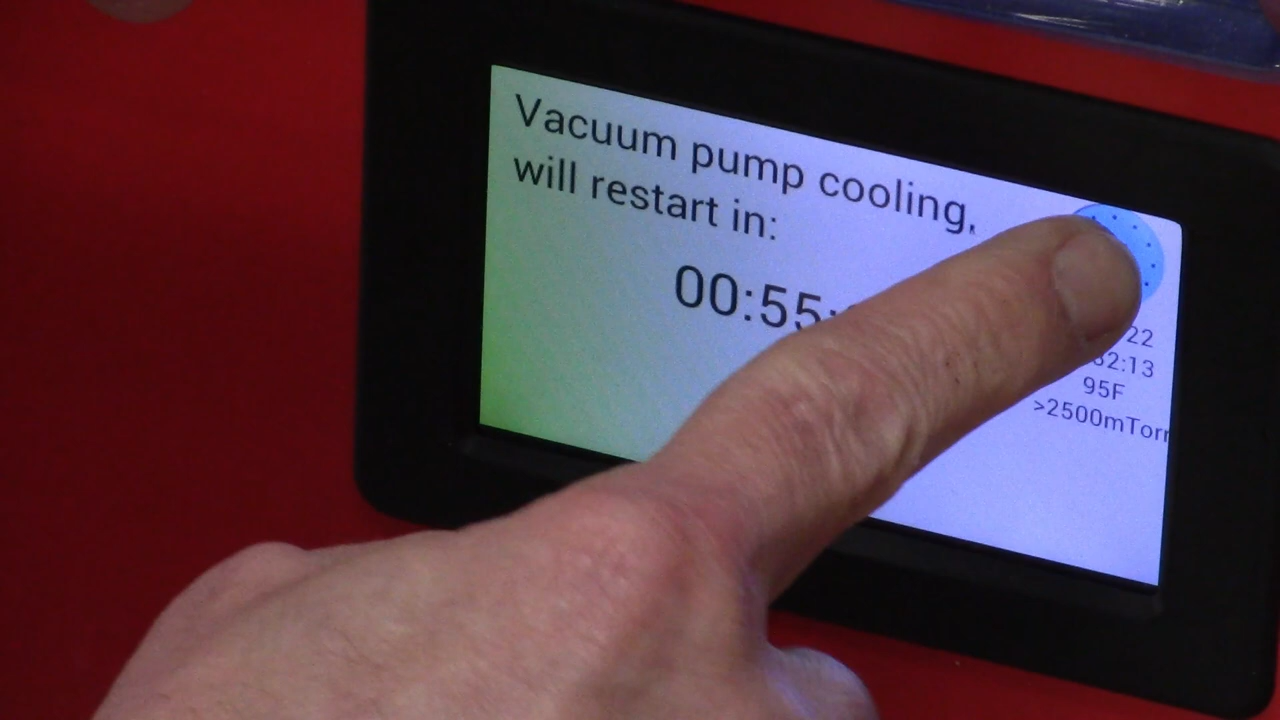 Vacuum pump cooling,
will restart in:
00:55:
22
32:13
95F
>2500mTorr